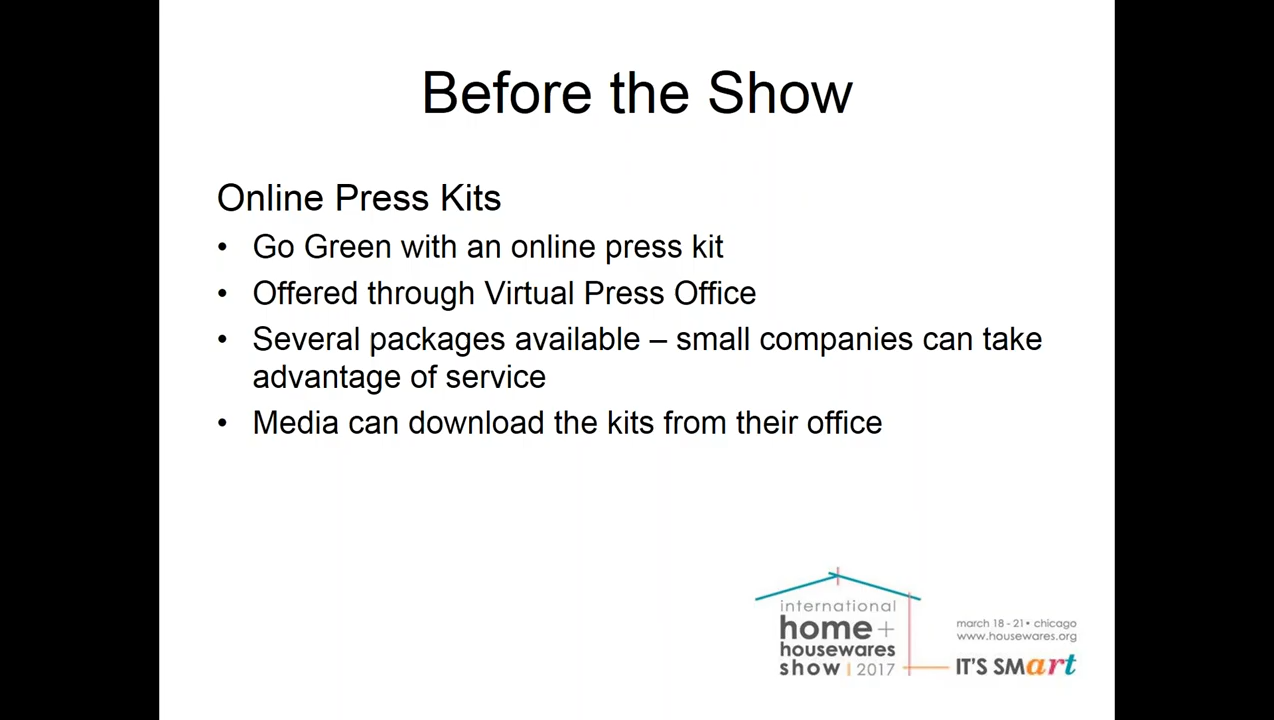 Before the Show
Online Press Kits
• Go Green with an online press kit
• Offered through Virtual Press Office
• Several packages available – small companies can take
advantage of service
• Media can download the kits from their office
international
home+
housewares
show | 2017
march 18 - 21 • chicago
www.housewares.org
IT'S SMart